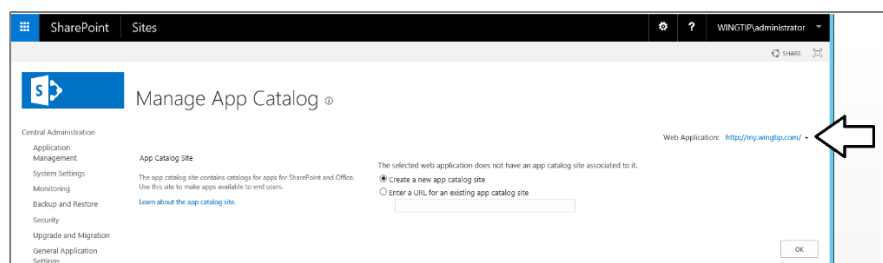 SharePoint Sites ? WINGTIP\administrator
SHARE
S
Manage App Catalog
Central Administration
Web Application: http://my.wingtip.com/
Application
Management
System Settings
Monitoring
Backup and Restore
Security
Upgrade and Migration
General Application
Settings
App Catalog Site
The app catalog site contains catalogs for apps for SharePoint and Office.
Use this site to make apps available to end users.
Learn about the app catalog site.
The selected web application does not have an app catalog site associated to it.
Create a new app catalog site
Enter a URL for an existing app catalog site
OK